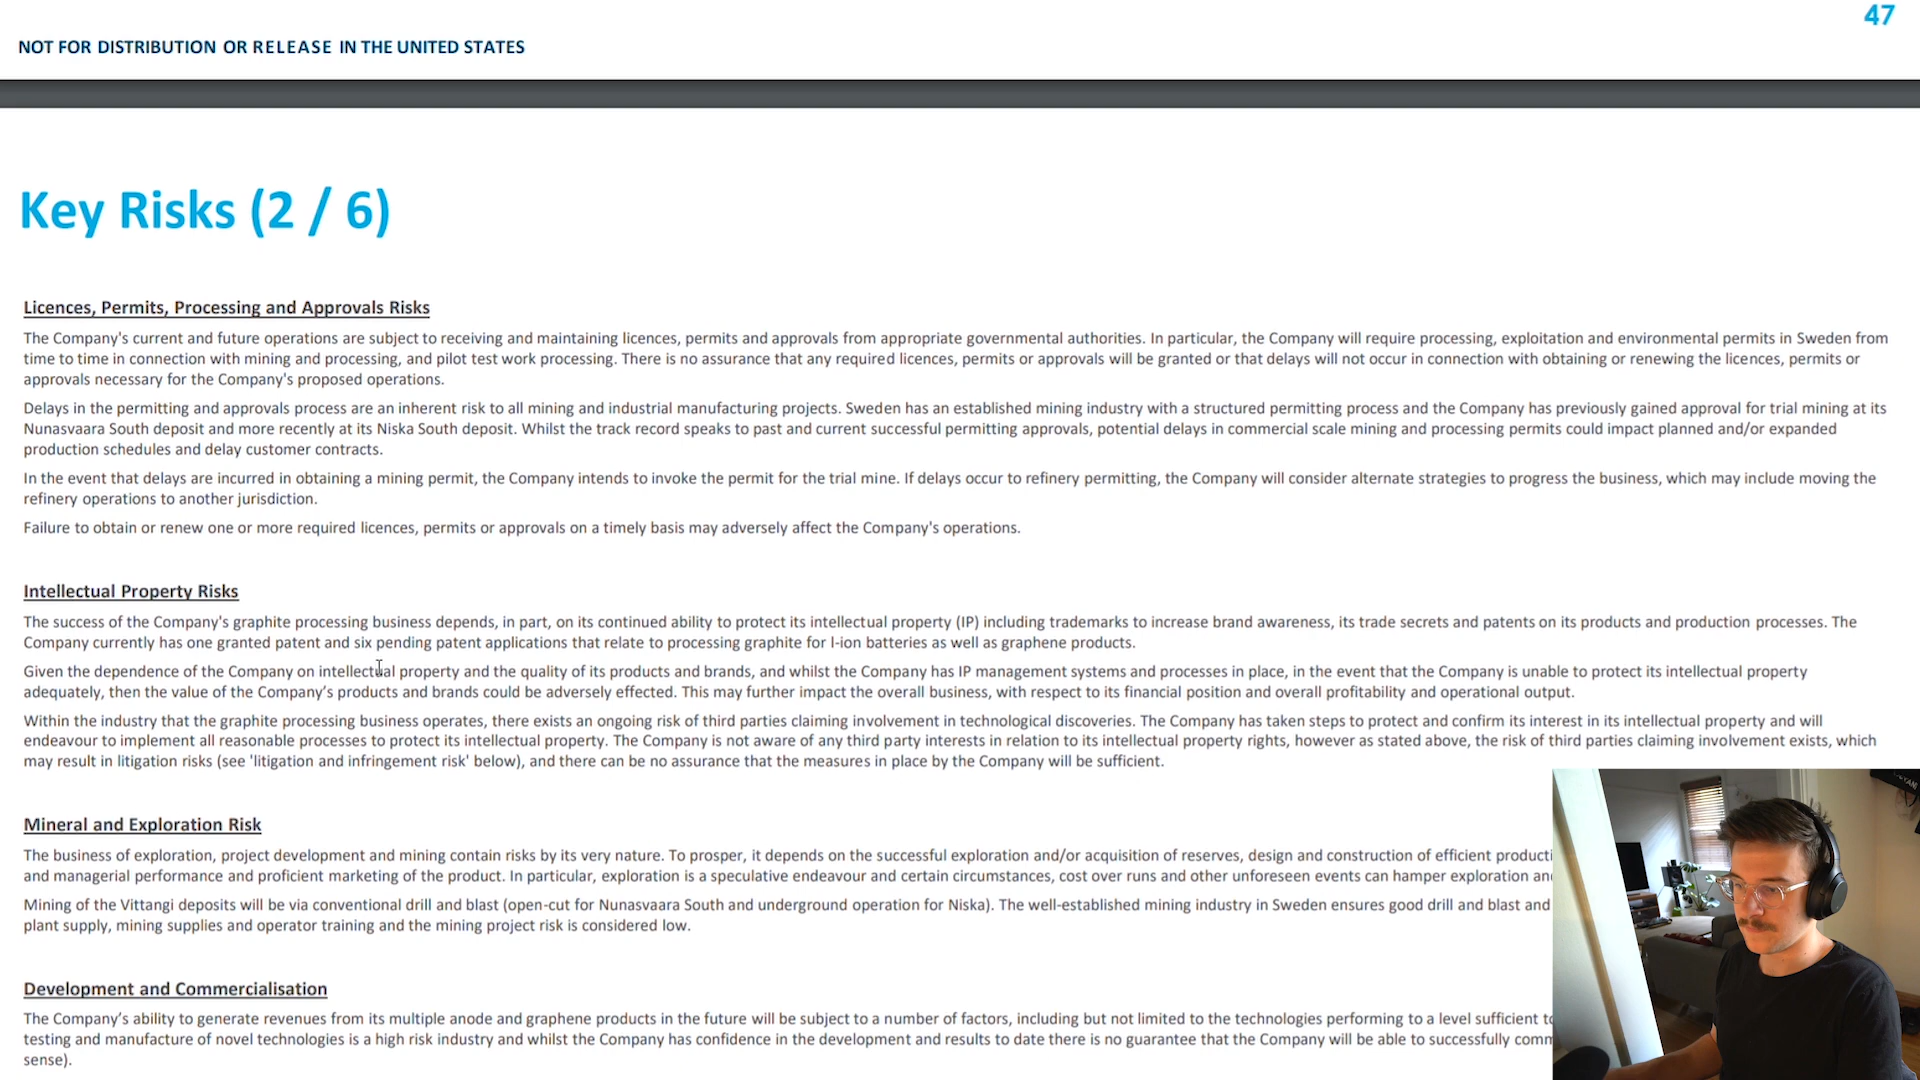 47
NOT FOR DISTRIBUTION OR RELEASE IN THE UNITED STATES
Key Risks (2 / 6)
Licences, Permits, Processing and Approvals Risks
The Company's current and future operations are subject to receiving and maintaining licences, permits and approvals from appropriate governmental authorities. In particular, the Company will require processing, exploitation and environmental permits in Sweden from
time to time in connection with mining and processing, and pilot test work processing. There is no assurance that any required licences, permits or approvals will be granted or that delays will not occur in connection with obtaining or renewing the licences, permits or
approvals necessary for the Company's proposed operations.
Delays in the permitting and approvals process are an inherent risk to all mining and industrial manufacturing projects. Sweden has an established mining industry with a structured permitting process and the Company has previously gained approval for trial mining at its
Nunasvaara South deposit and more recently at its Niska South deposit. Whilst the track record speaks to past and current successful permitting approvals, potential delays in commercial scale mining and processing permits could impact planned and/or expanded
production schedules and delay customer contracts.
In the event that delays are incurred in obtaining a mining permit, the Company intends to invoke the permit for the trial mine. If delays occur to refinery permitting, the Company will consider alternate strategies to progress the business, which may include moving the
refinery operations to another jurisdiction.
Failure to obtain or renew one or more required licences, permits or approvals on a timely basis may adversely affect the Company's operations.
Intellectual Property Risks
The success of the Company's graphite processing business depends, in part, on its continued ability to protect its intellectual property (IP) including trademarks to increase brand awareness, its trade secrets and patents on its products and production processes. The
Company currently has one granted patent and six pending patent applications that relate to processing graphite for l-ion batteries as well as graphene products.
Given the dependence of the Company on intellectual property and the quality of its products and brands, and whilst the Company has IP management systems and processes in place, in the event that the Company is unable to protect its intellectual property
adequately, then the value of the Company's products and brands could be adversely effected. This may further impact the overall business, with respect to its financial position and overall profitability and operational output.
Within the industry that the graphite processing business operates, there exists an ongoing risk of third parties claiming involvement in technological discoveries. The Company has taken steps to protect and confirm its interest in its intellectual property and will
endeavour to implement all reasonable processes to protect its intellectual property. The Company is not aware of any third party interests in relation to its intellectual property rights, however as stated above, the risk of third parties claiming involvement exists, which
may result in litigation risks (see 'litigation and infringement risk' below), and there can be no assurance that the measures in place by the Company will be sufficient.
Mineral and Exploration Risk
The business of exploration, project development and mining contain risks by its very nature. To prosper, it depends on the successful exploration and/or acquisition of reserves, design and construction of efficient producti
and managerial performance and proficient marketing of the product. In particular, exploration is a speculative endeavour and certain circumstances, cost over runs and other unforeseen events can hamper exploration an
Mining of the Vittangi deposits will be via conventional drill and blast (open-cut for Nunasvaara South and underground operation for Niska). The well-established mining industry in Sweden ensures good drill and blast and
plant supply, mining supplies and operator training and the mining project risk is considered low.
Development and Commercialisation
The Company's ability to generate revenues from its multiple anode and graphene products in the future will be subject to a number of factors, including but not limited to the technologies performing to a level sufficient to
testing and manufacture of novel technologies is a high risk industry and whilst the Company has confidence in the development and results to date there is no guarantee that the Company will be able to successfully comm
sense).